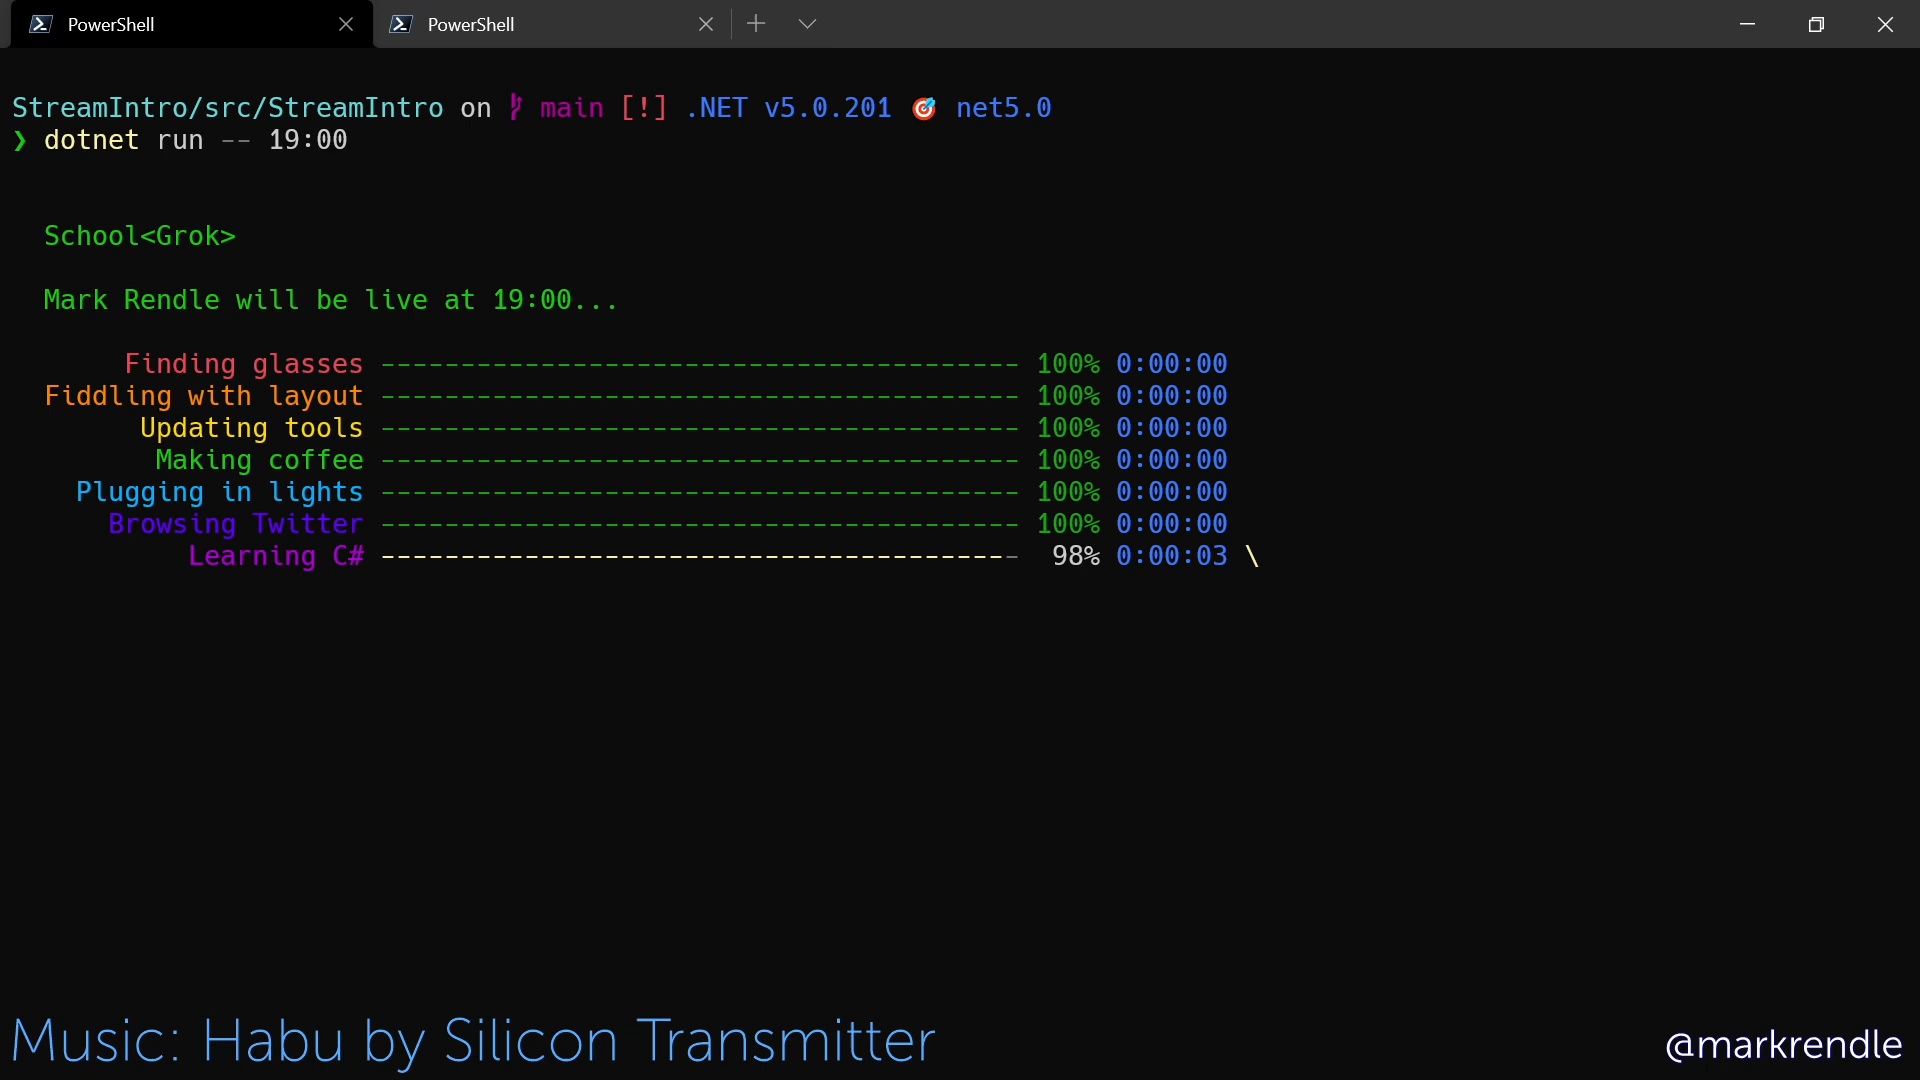 PowerShell
PowerShell
StreamIntro/src/StreamIntro on main [!] .NET v5.0.201 🎯 net5.0
❯ dotnet run -- 19:00
School<Grok>
Mark Rendle will be live at 19:00...
Finding glasses ---------------------------------------- 100% 0:00:00
Fiddling with layout ---------------------------------------- 100% 0:00:00
Updating tools ---------------------------------------- 100% 0:00:00
Making coffee ---------------------------------------- 100% 0:00:00
Plugging in lights ---------------------------------------- 100% 0:00:00
Browsing Twitter ---------------------------------------- 100% 0:00:00
Learning C# ---------------------------------------- 98% 0:00:03 \
Music: Habu by Silicon Transmitter
@markrendle